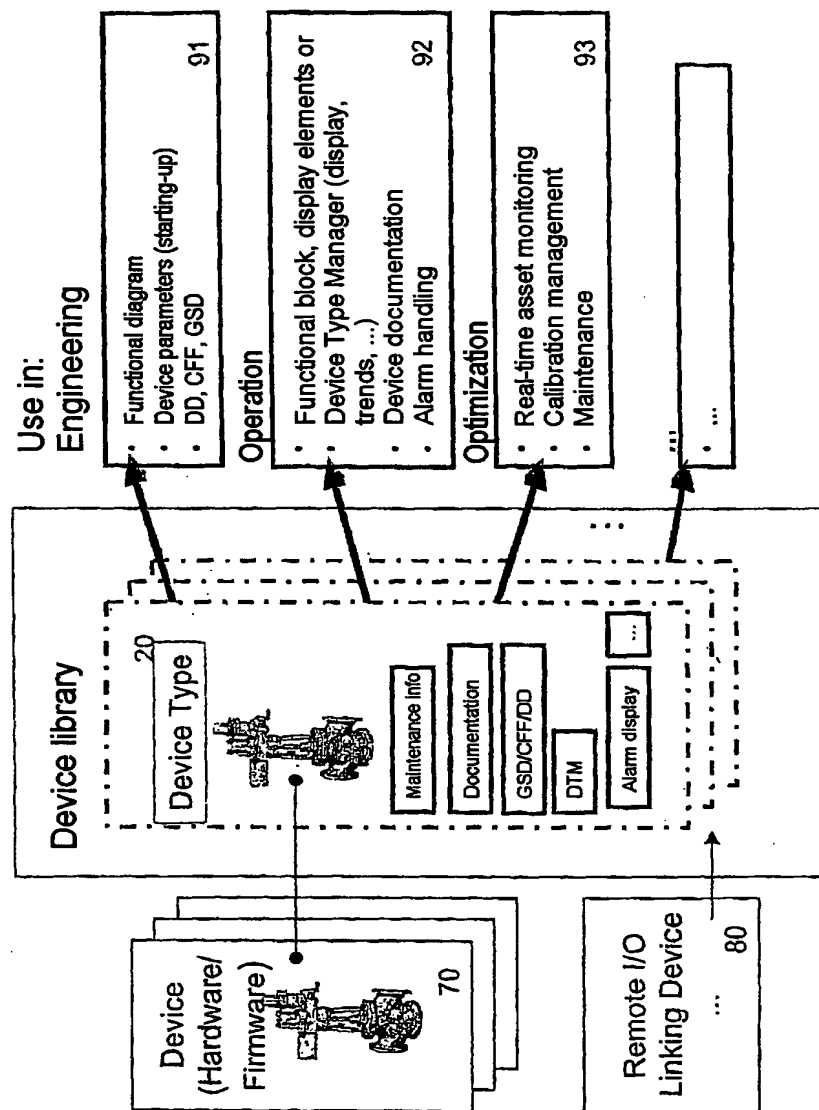 Device
(Hardware/
Firmware)
70
Remote I/O
Linking Device
...
80
Device library
20
Device Type
Maintenance info
Documentation
GSD/CFF/DD
DTM
Alarm display
...
...
Use in:
Engineering
• Functional diagram
• Device parameters (starting-up)
• DD, CFF, GSD
91
Operation
• Functional block, display elements or
• Device Type Manager (display,
trends, ...)
• Device documentation
• Alarm handling
92
Optimization
• Real-time asset monitoring
• Calibration management
• Maintenance
93
...
• ...